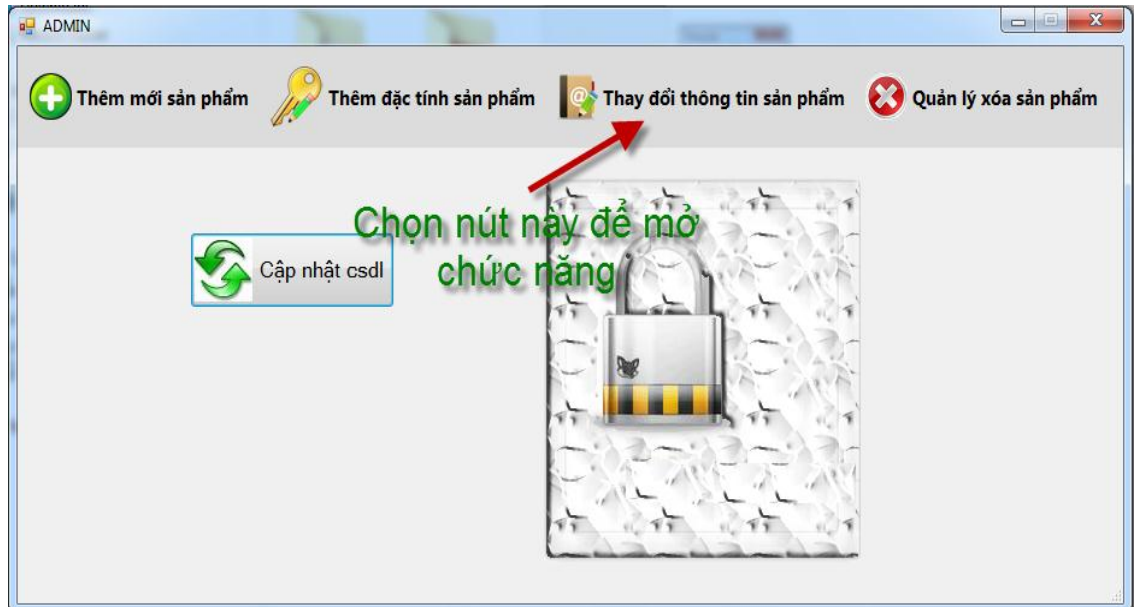 ADMIN
Thêm mới sản phẩm
Thêm đặc tính sản phẩm
Thay đổi thông tin sản phẩm
Quản lý xóa sản phẩm
Chọn nút này để mở
chức năng
Cập nhật csdl